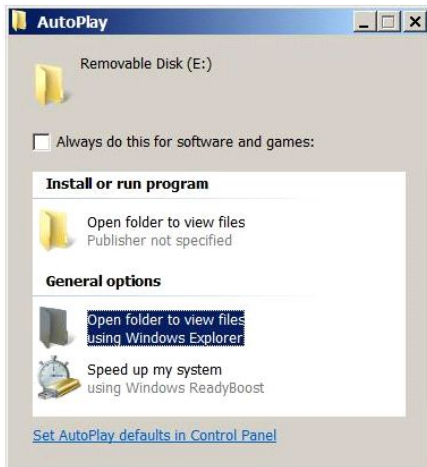 AutoPlay
Removable Disk (E:)
Always do this for software and games:
Install or run program
Open folder to view files
Publisher not specified
General options
Open folder to view files
using Windows Explorer
Speed up my system
using Windows ReadyBoost
Set AutoPlay defaults in Control Panel